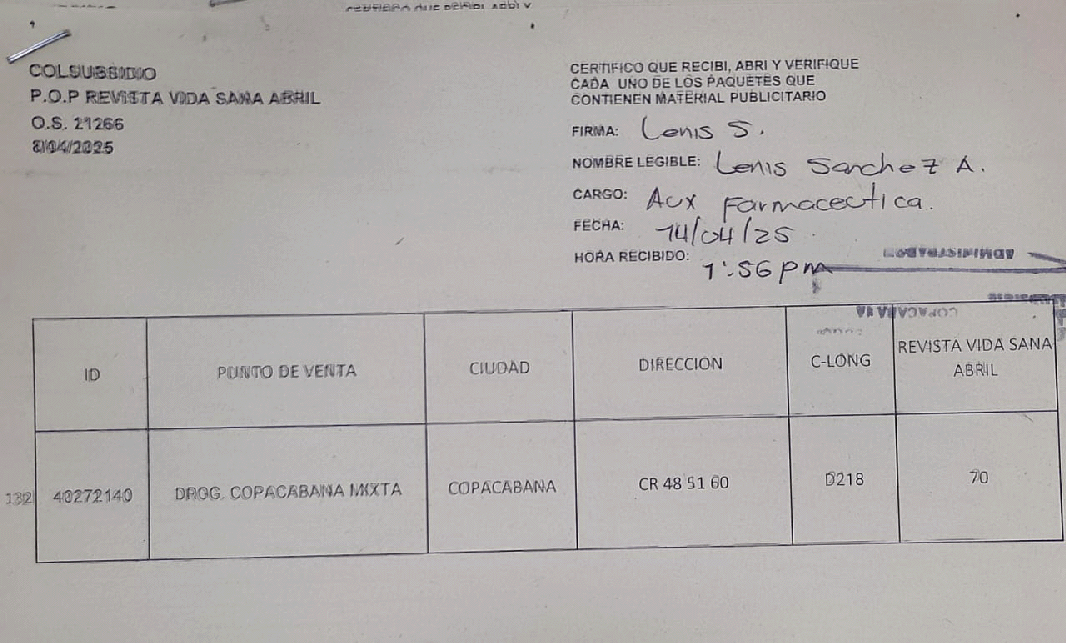 COLSUBSIDIO
P.O.P REVISTA VIDA SANA ABRIL
O.S. 21266
8/04/2025
CERTIFICO QUE RECIBI, ABRI Y VERIFIQUE
CADA UNO DE LOS PAQUETES QUE
CONTIENEN MATERIAL PUBLICITARIO
FIRMA: Lenis S.
NOMBRE LEGIBLE: Lenis Sanchez A.
CARGO: Aux Farmaceutica.
FECHA: 14/04/25
HORA RECIBIDO: 1:56 pm
ID PUNTO DE VENTA CIUDAD DIRECCION C-LONG REVISTA VIDA SANA
ABRIL
132 40272140 DROG. COPACABANA MIXTA COPACABANA CR 48 51 60 D218 70